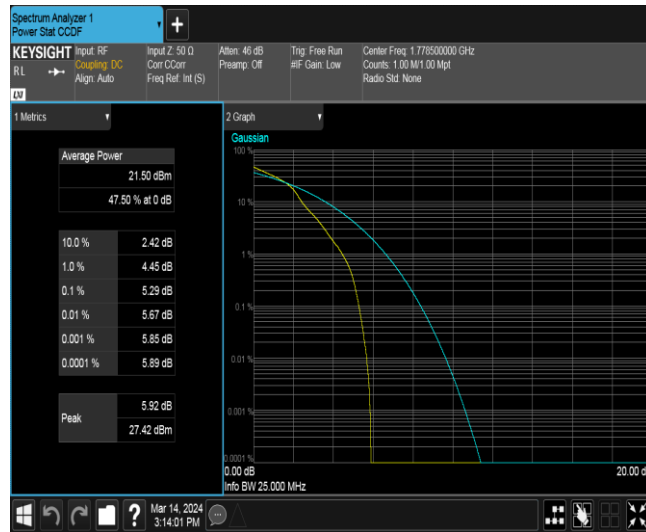 Spectrum Analyzer 1
Power Stat CCDF
KEYSIGHT
Input: RF
Coupling: DC
Align: Auto
Input Z: 50 Ω
Corr CCorr
Freq Ref: Int (S)
Atten: 46 dB
Preamp: Off
Trig: Free Run
#IF Gain: Low
Center Freq: 1.778500000 GHz
Counts: 1.00 M/1.00 Mpt
Radio Std: None
RL
LXI
1 Metrics
Average Power
21.50 dBm
47.50 % at 0 dB
10.0 % 2.42 dB
1.0 % 4.45 dB
0.1 % 5.29 dB
0.01 % 5.67 dB
0.001 % 5.85 dB
0.0001 % 5.89 dB
Peak
5.92 dB
27.42 dBm
2 Graph
Gaussian
100 %
10 %
1 %
0.1 %
0.01 %
0.001 %
0.0001 %
0.00 dB
20.00 d
Info BW 25.000 MHz
?
Mar 14, 2024
3:14:01 PM